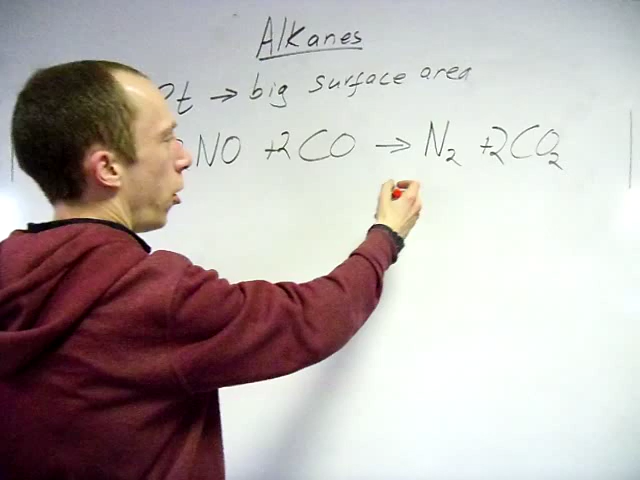 Alkanes
Pt → big surface area
NO +2CO → N₂ +2CO₂